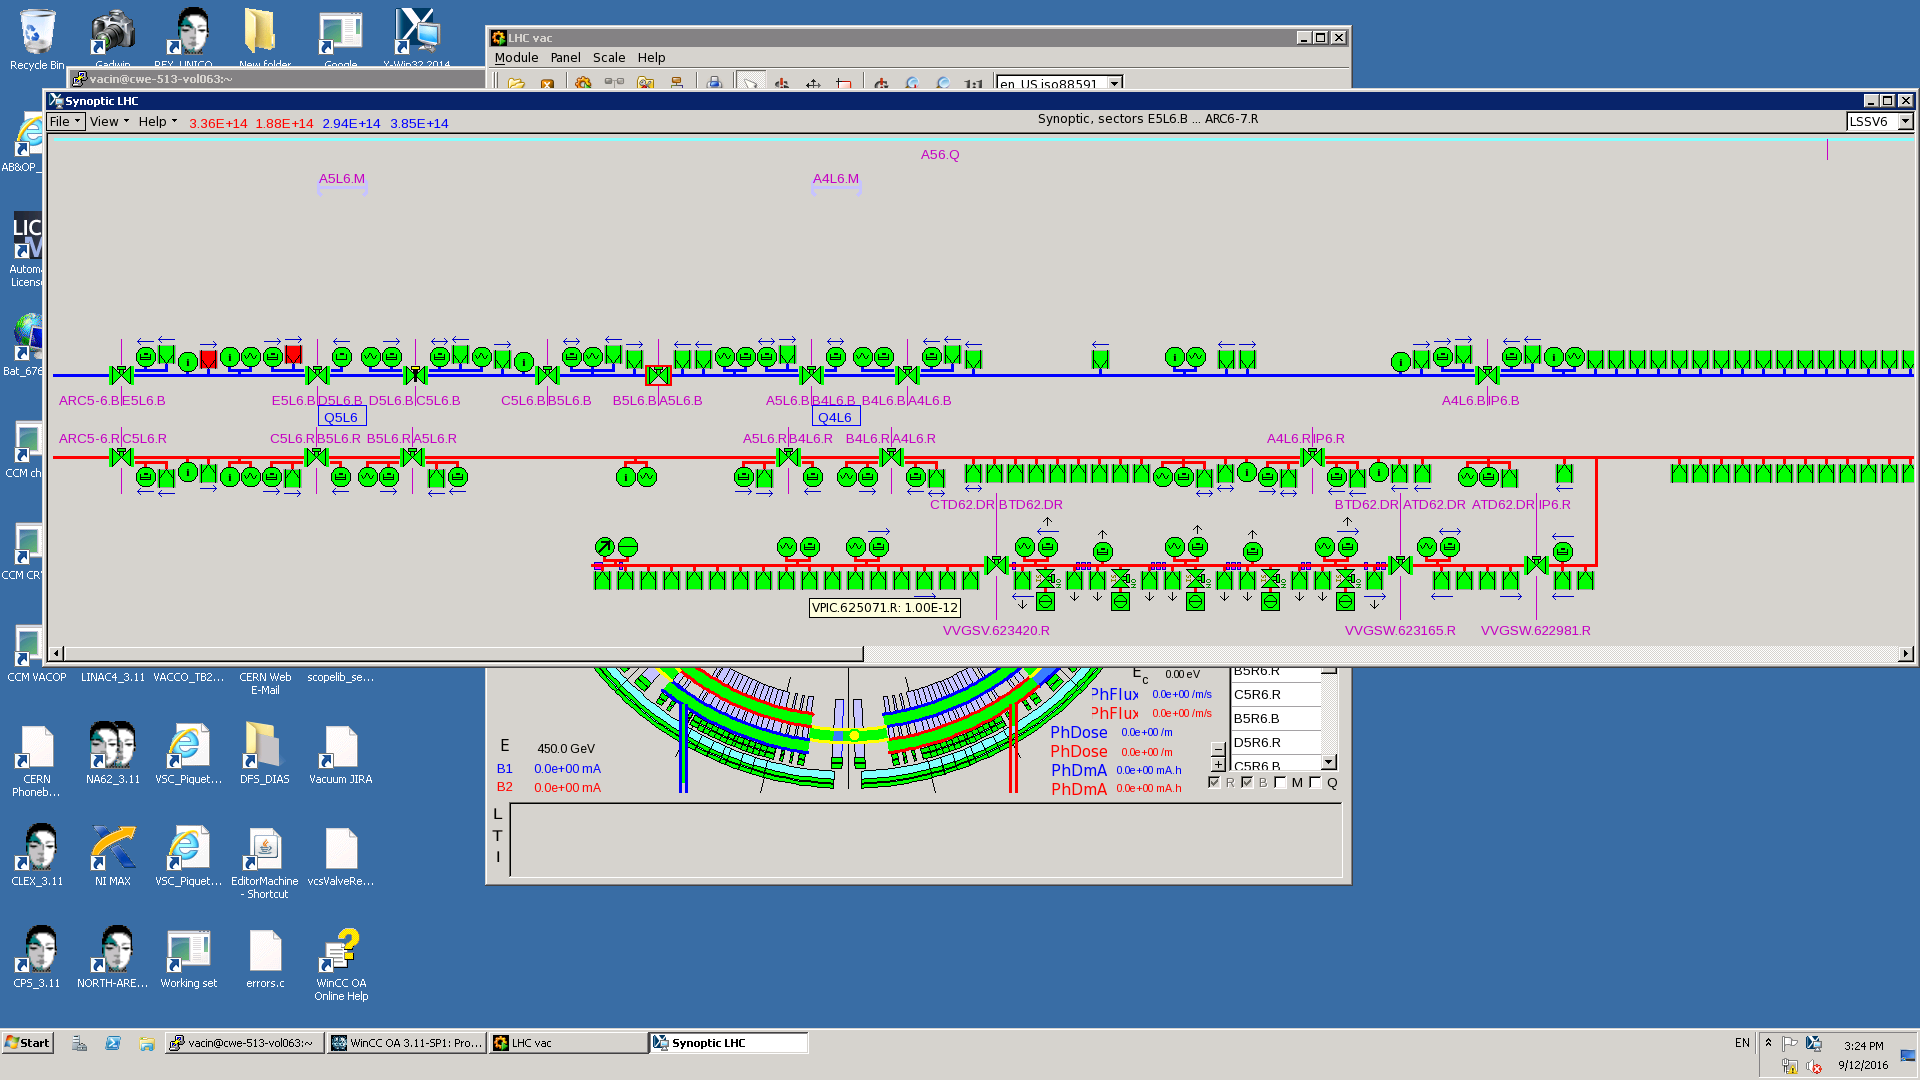 Recycle Bin
Gadwin
REX_UNICO
New folder
Google
X-Win32 2014
LHC vac
Module Panel Scale Help
vacin@cwe-513-vol063:~
en_US.iso88591
1:1
Synoptic LHC
File View Help 3.36E+14 1.88E+14 2.94E+14 3.85E+14
Synoptic, sectors E5L6.B ... ARC6-7.R
LSSV6
A56.Q
A5L6.M
A4L6.M
ARC5-6.B E5L6.B
E5L6.B D5L6.B
D5L6.B C5L6.B
C5L6.B B5L6.B
B5L6.B A5L6.B
A5L6.B B4L6.B
B4L6.B A4L6.B
A4L6.B IP6.B
Q5L6
Q4L6
ARC5-6.R C5L6.R
C5L6.R B5L6.R
B5L6.R A5L6.R
A5L6.R B4L6.R
B4L6.R A4L6.R
A4L6.R IP6.R
CTD62.DR BTD62.DR
BTD62.DR ATD62.DR
ATD62.DR IP6.R
VPIC.625071.R: 1.00E-12
VVGSV.623420.R
VVGSW.623165.R
VVGSW.622981.R
AB&OP_
Automa
License
Bat_676
CCM ch
CCM CR
CCM VACOP
LINAC4_3.11
VACCO_TB2...
CERN Web
E-Mail
scopelib_se...
CERN
Phoneb...
NA62_3.11
VSC_Piquet...
DFS_DIAS
Vacuum JIRA
CLEX_3.11
NI MAX
VSC_Piquet...
EditorMachine
- Shortcut
vcsValveRe...
CPS_3.11
NORTH-ARE...
Working set
errors.c
WinCC OA
Online Help
E 450.0 GeV
B1 0.0e+00 mA
B2 0.0e+00 mA
Ec 0.00 eV
PhFlux 0.0e+00 /m/s
PhFlux 0.0e+00 /m/s
PhDose 0.0e+00 /m
PhDose 0.0e+00 /m
PhDmA 0.0e+00 mA.h
PhDmA 0.0e+00 mA.h
B5R6.R
C5R6.R
B5R6.B
D5R6.R
C5R6.B
R B M Q
L
T
I
Start
vacin@cwe-513-vol063:~
WinCC OA 3.11-SP1: Pro...
LHC vac
Synoptic LHC
EN
3:24 PM
9/12/2016